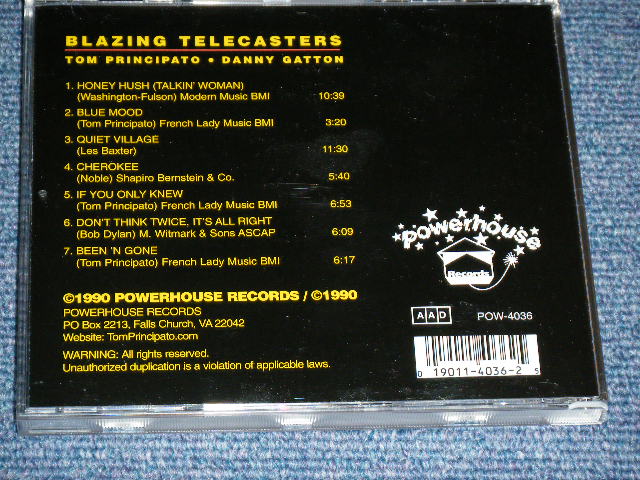 BLAZING TELECASTERS
TOM PRINCIPATO • DANNY GATTON
1. HONEY HUSH (TALKIN' WOMAN)
(Washington-Fulson) Modern Music BMI 10:39
2. BLUE MOOD
(Tom Principato) French Lady Music BMI 3:20
3. QUIET VILLAGE
(Les Baxter) 11:30
4. CHEROKEE
(Noble) Shapiro Bernstein & Co. 5:40
5. IF YOU ONLY KNEW
(Tom Principato) French Lady Music BMI 6:53
6. DON'T THINK TWICE, IT'S ALL RIGHT
(Bob Dylan) M. Witmark & Sons ASCAP 6:09
7. BEEN 'N GONE
(Tom Principato) French Lady Music BMI 6:17
©1990 POWERHOUSE RECORDS / ©1990
POWERHOUSE RECORDS
PO Box 2213, Falls Church, VA 22042
Website: TomPrincipato.com
WARNING: All rights reserved.
Unauthorized duplication is a violation of applicable laws.
Powerhouse
Records
AAD
POW-4036
0 19011-4036-2 5